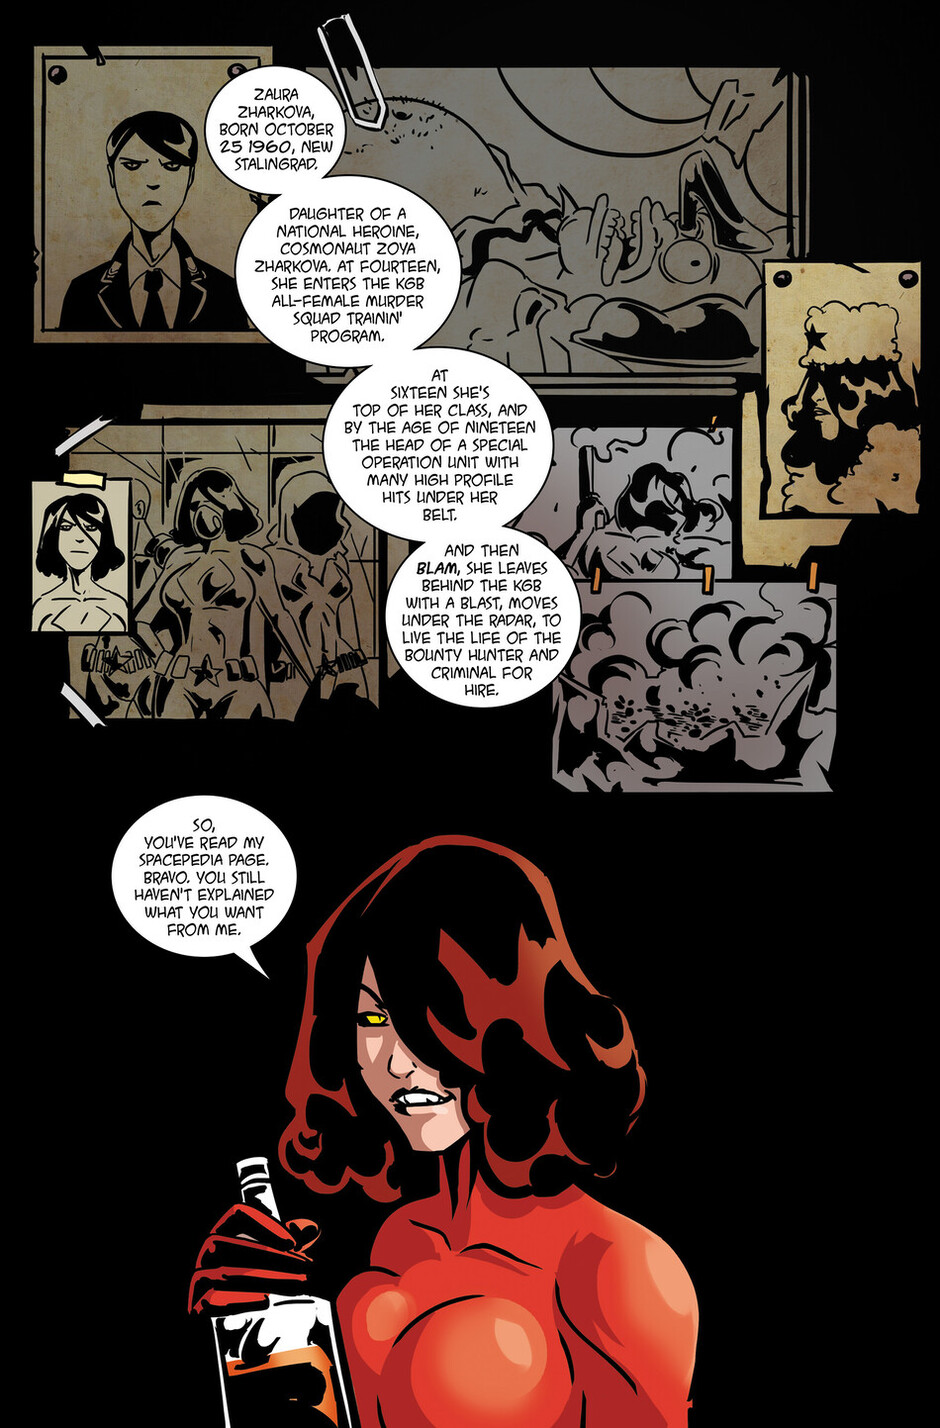 ZAURA
ZHARKOVA,
BORN OCTOBER
25 1960, NEW
STALINGRAD.
DAUGHTER OF A
NATIONAL HEROINE,
COSMONAUT ZOYA
ZHARKOVA. AT FOURTEEN,
SHE ENTERS THE KGB
ALL-FEMALE MURDER
SQUAD TRAININ'
PROGRAM.
AT
SIXTEEN SHE'S
TOP OF HER CLASS, AND
BY THE AGE OF NINETEEN
THE HEAD OF A SPECIAL
OPERATION UNIT WITH
MANY HIGH PROFILE
HITS UNDER HER
BELT.
AND THEN
BLAM, SHE LEAVES
BEHIND THE KGB
WITH A BLAST, MOVES
UNDER THE RADAR, TO
LIVE THE LIFE OF THE
BOUNTY HUNTER AND
CRIMINAL FOR
HIRE.
SO,
YOU'VE READ MY
SPACEPEDIA PAGE.
BRAVO. YOU STILL
HAVEN'T EXPLAINED
WHAT YOU WANT
FROM ME.